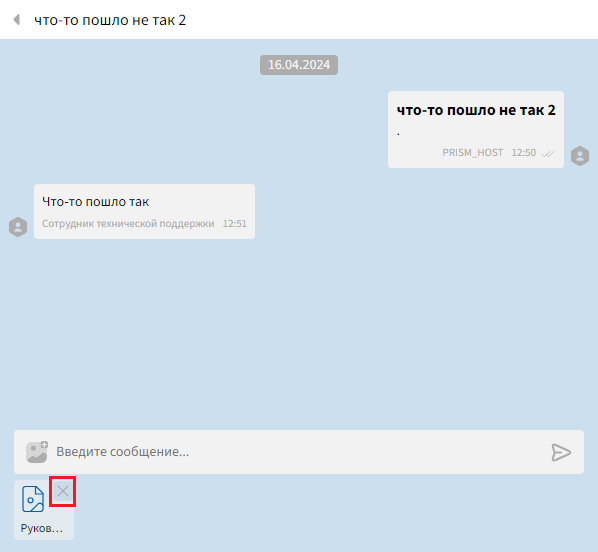 что-то пошло не так 2
16.04.2024
что-то пошло не так 2
.
PRISM_HOST 12:50
Что-то пошло так
Сотрудник технической поддержки 12:51
Введите сообщение...
Руков...